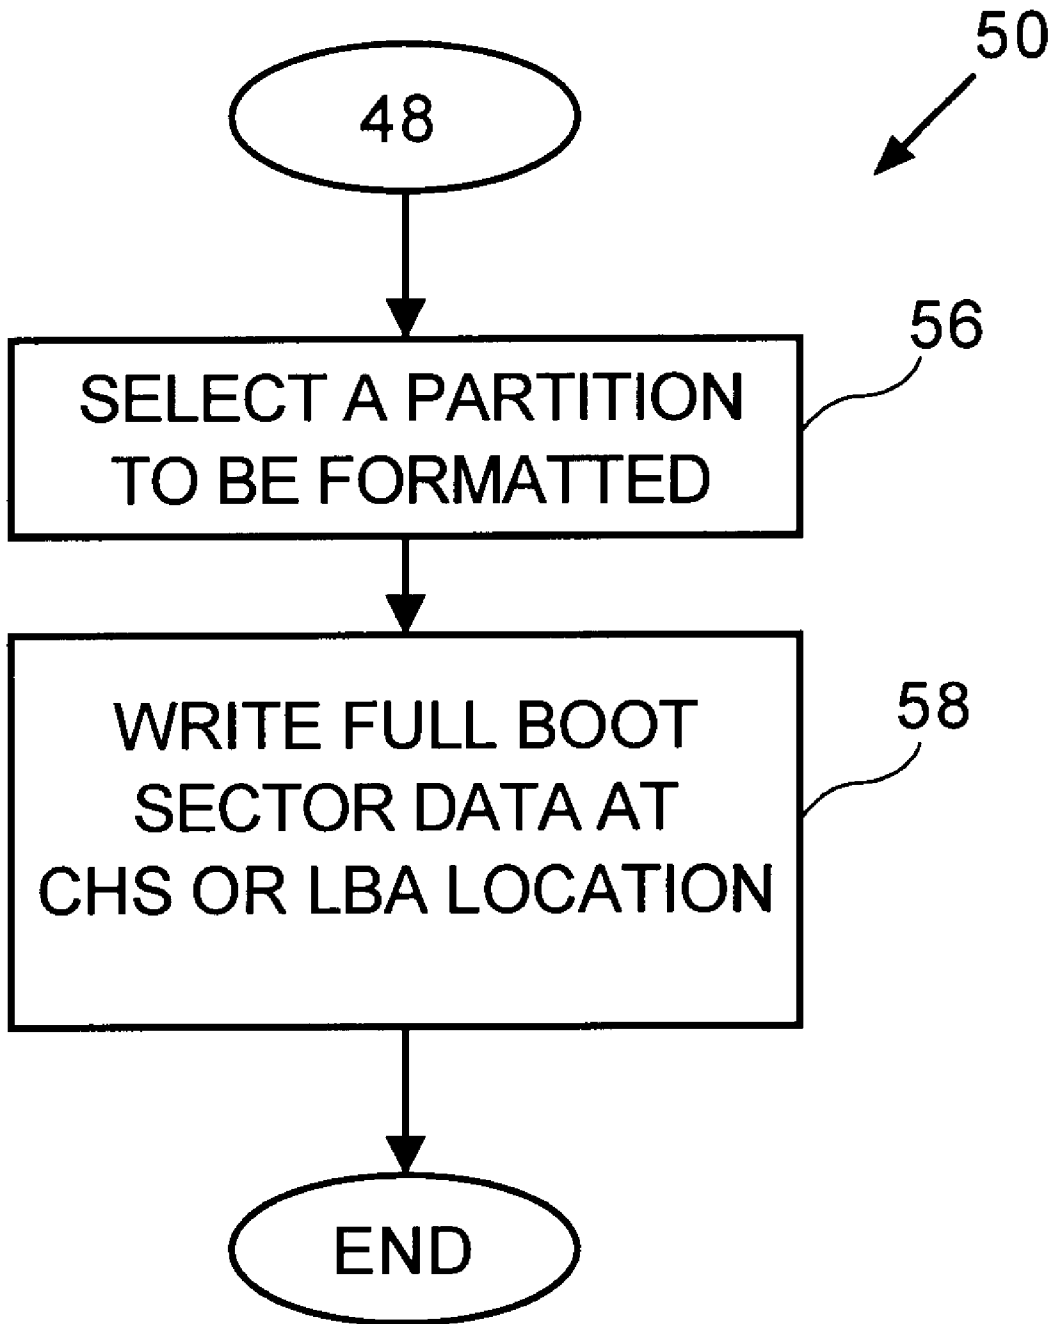 50
48
56
SELECT A PARTITION
TO BE FORMATTED
58
WRITE FULL BOOT
SECTOR DATA AT
CHS OR LBA LOCATION
END